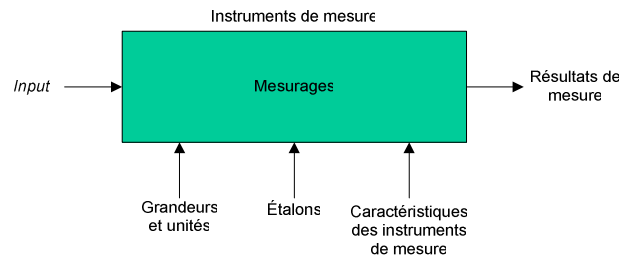 Instruments de mesure
Input
Mesurages
Résultats de
mesure
Grandeurs
et unités
Étalons
Caractéristiques
des instruments
de mesure